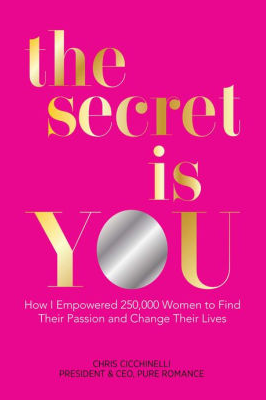 the
secret
is
YOU
How I Empowered 250,000 Women to Find
Their Passion and Change Their Lives
CHRIS CICCHINELLI
PRESIDENT & CEO, PURE ROMANCE